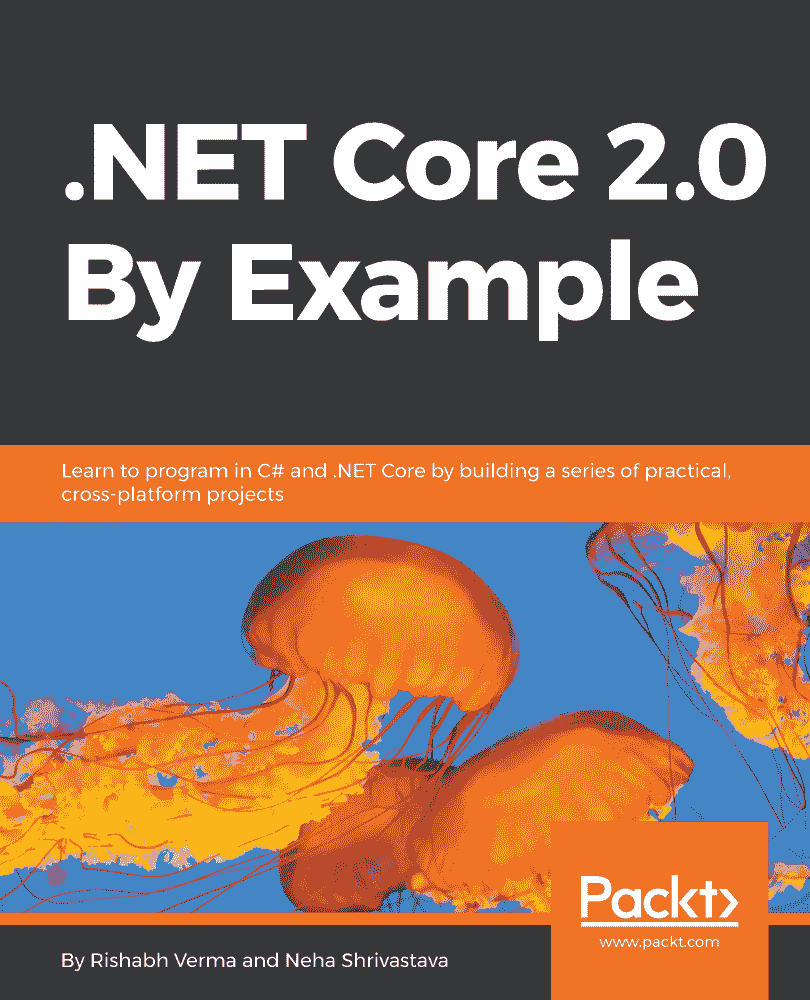 .NET Core 2.0
By Example
Learn to program in C# and .NET Core by building a series of practical,
cross-platform projects
Packt>
www.packt.com
By Rishabh Verma and Neha Shrivastava